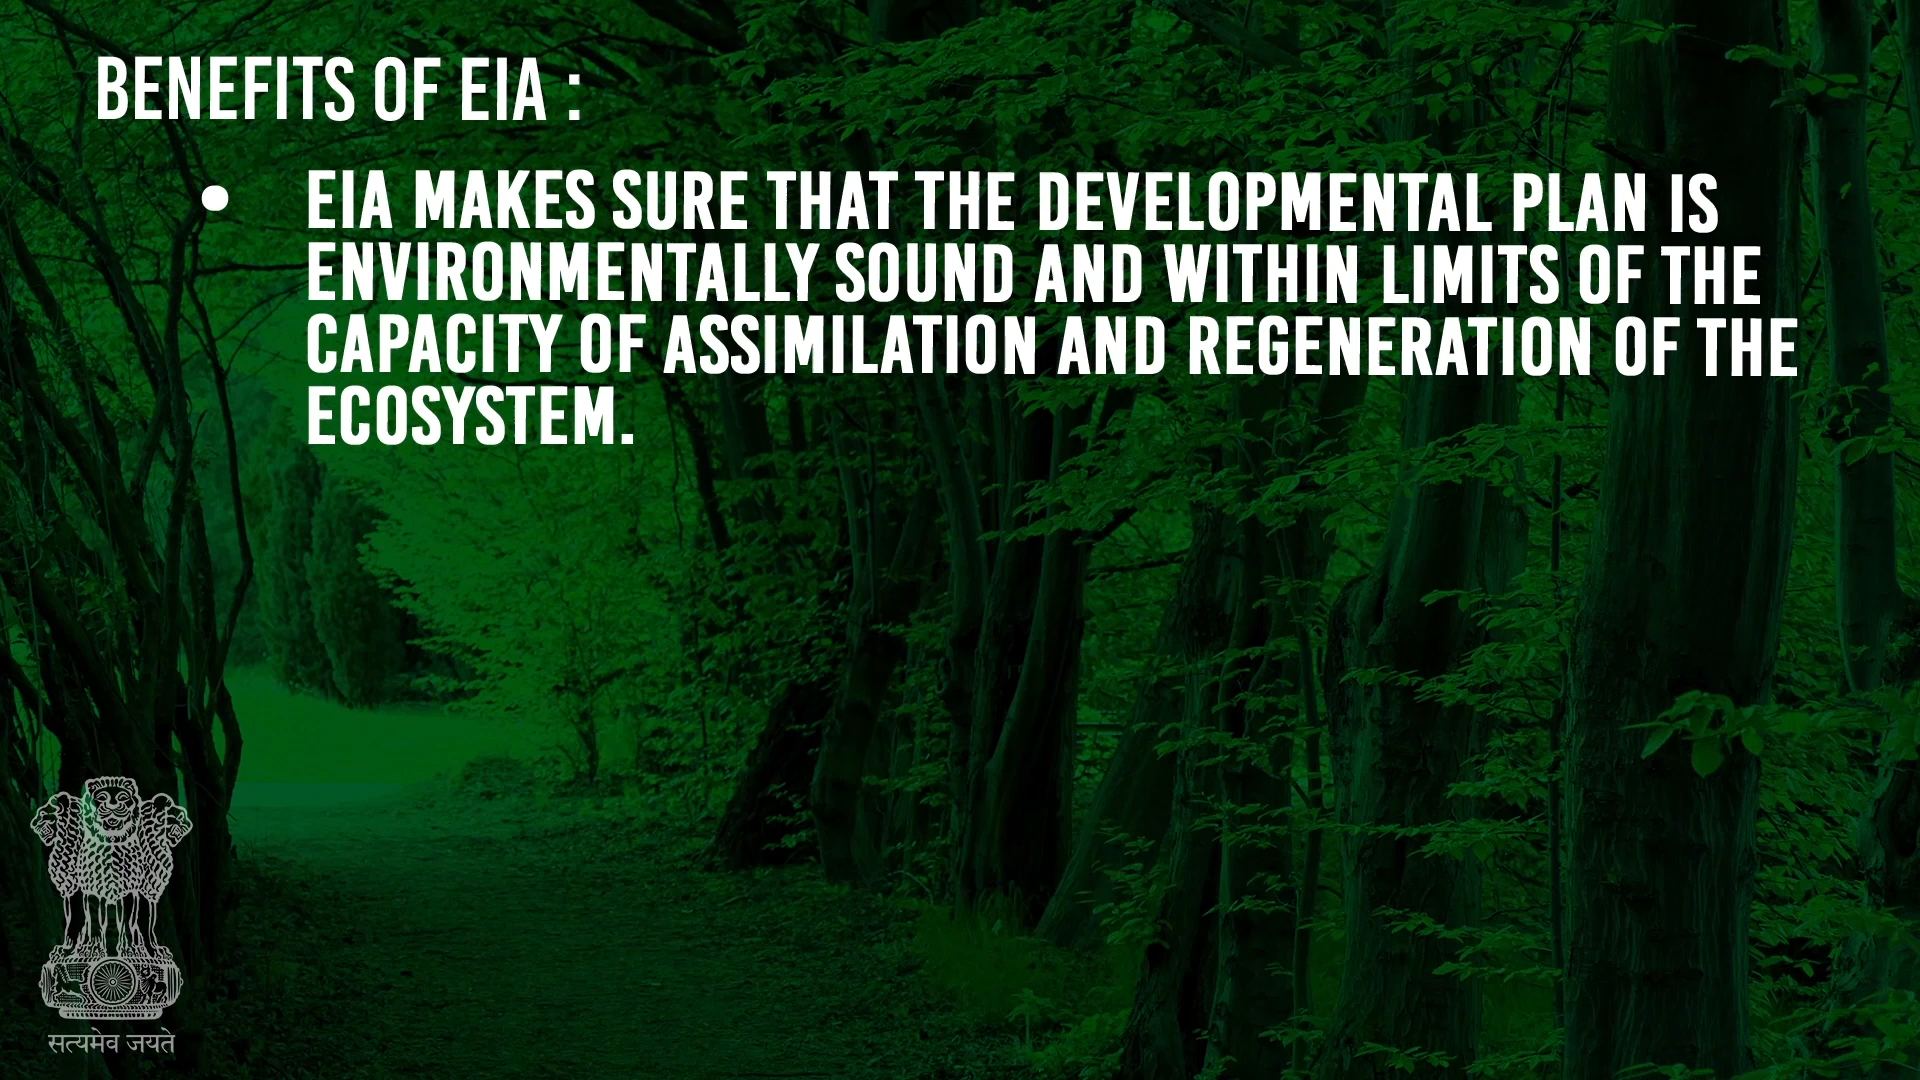 BENEFITS OF EIA :
• EIA MAKES SURE THAT THE DEVELOPMENTAL PLAN IS
ENVIRONMENTALLY SOUND AND WITHIN LIMITS OF THE
CAPACITY OF ASSIMILATION AND REGENERATION OF THE
ECOSYSTEM.
सत्यमेव जयते